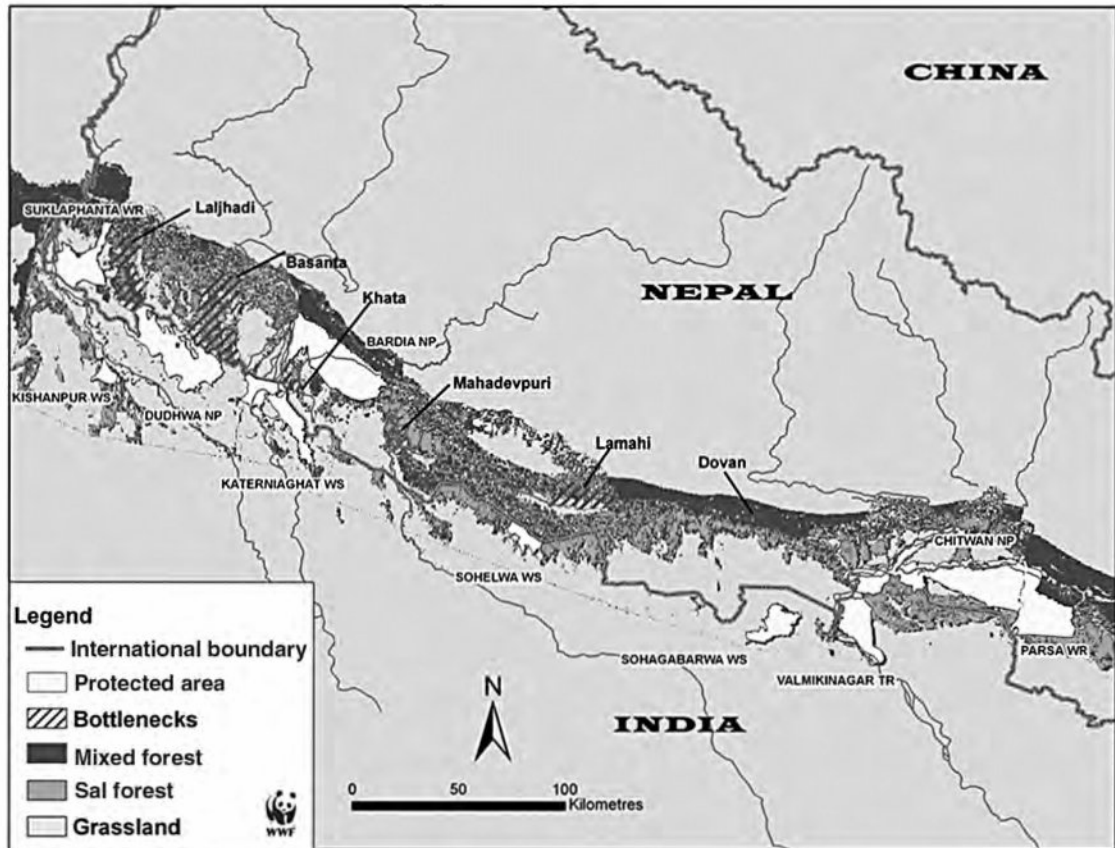 CHINA
SUKLAPHANTA WR
Laljhadi
Basanta
Khata
NEPAL
BARDIA NP
Mahadevpuri
KISHANPUR WS
DUDHWA NP
Lamahi
Dovan
KATERNIAGHAT WS
CHITWAN NP
SOHELWA WS
PARSA WR
SOHAGABARWA WS
VALMIKINAGAR TR
INDIA
N
0 50 100
Kilometres
Legend
International boundary
Protected area
Bottlenecks
Mixed forest
Sal forest
Grassland
WWF